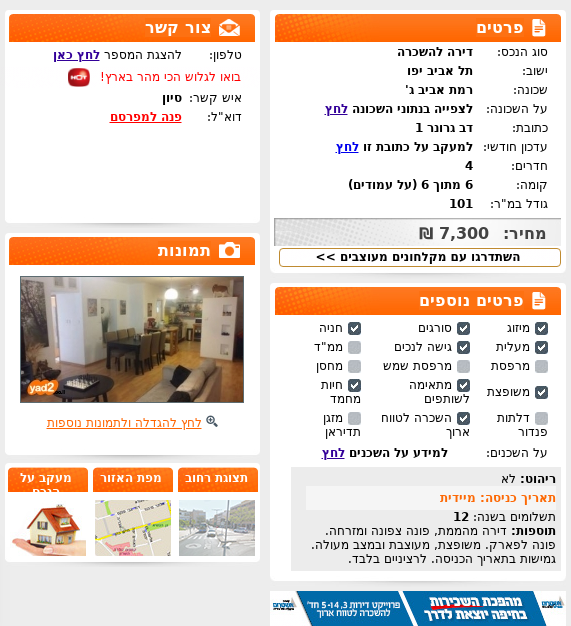 פרטים
סוג הנכס: דירה להשכרה
ישוב: תל אביב יפו
שכונה: רמת אביב ג'
על השכונה: לצפייה בנתוני השכונה לחץ
כתובת: דב גרונר 1
עדכון חודשי: למעקב על כתובת זו לחץ
חדרים: 4
קומה: 6 מתוך 6 (על עמודים)
גודל במ"ר: 101
מחיר: 7,300 ₪
השתדרגו עם מקלחונים מעוצבים >>
פרטים נוספים
מיזוג סורגים חניה
מעלית גישה לנכים ממ"ד
מרפסת מרפסת שמש מחסן
משופצת מתאימה לשותפים חיות מחמד
דלתות פנדור השכרה לטווח ארוך מזגן תדיראן
על השכנים: למידע על השכנים לחץ
ריהוט: לא
תאריך כניסה: מיידית
תשלומים בשנה: 12
תוספות: דירה מהממת, פונה צפונה ומזרחה.
פונה לפארק. משופצת, מעוצבת ובמצב מעולה.
גמישות בתאריך הכניסה. לרציניים בלבד.
מהפכת השכירות
בחיפה יוצאת לדרך
פרוייקט דירות 3, 4 ו-5 חד'
להשכרה לטווח ארוך
צור קשר
טלפון: להצגת המספר לחץ כאן
בואו לגלוש הכי מהר בארץ! HOT
איש קשר: סיון
דוא"ל: פנה למפרסם
תמונות
yad2
לחץ להגדלה ולתמונות נוספות
תצוגת רחוב
מפת האזור
מעקב על
הנכס